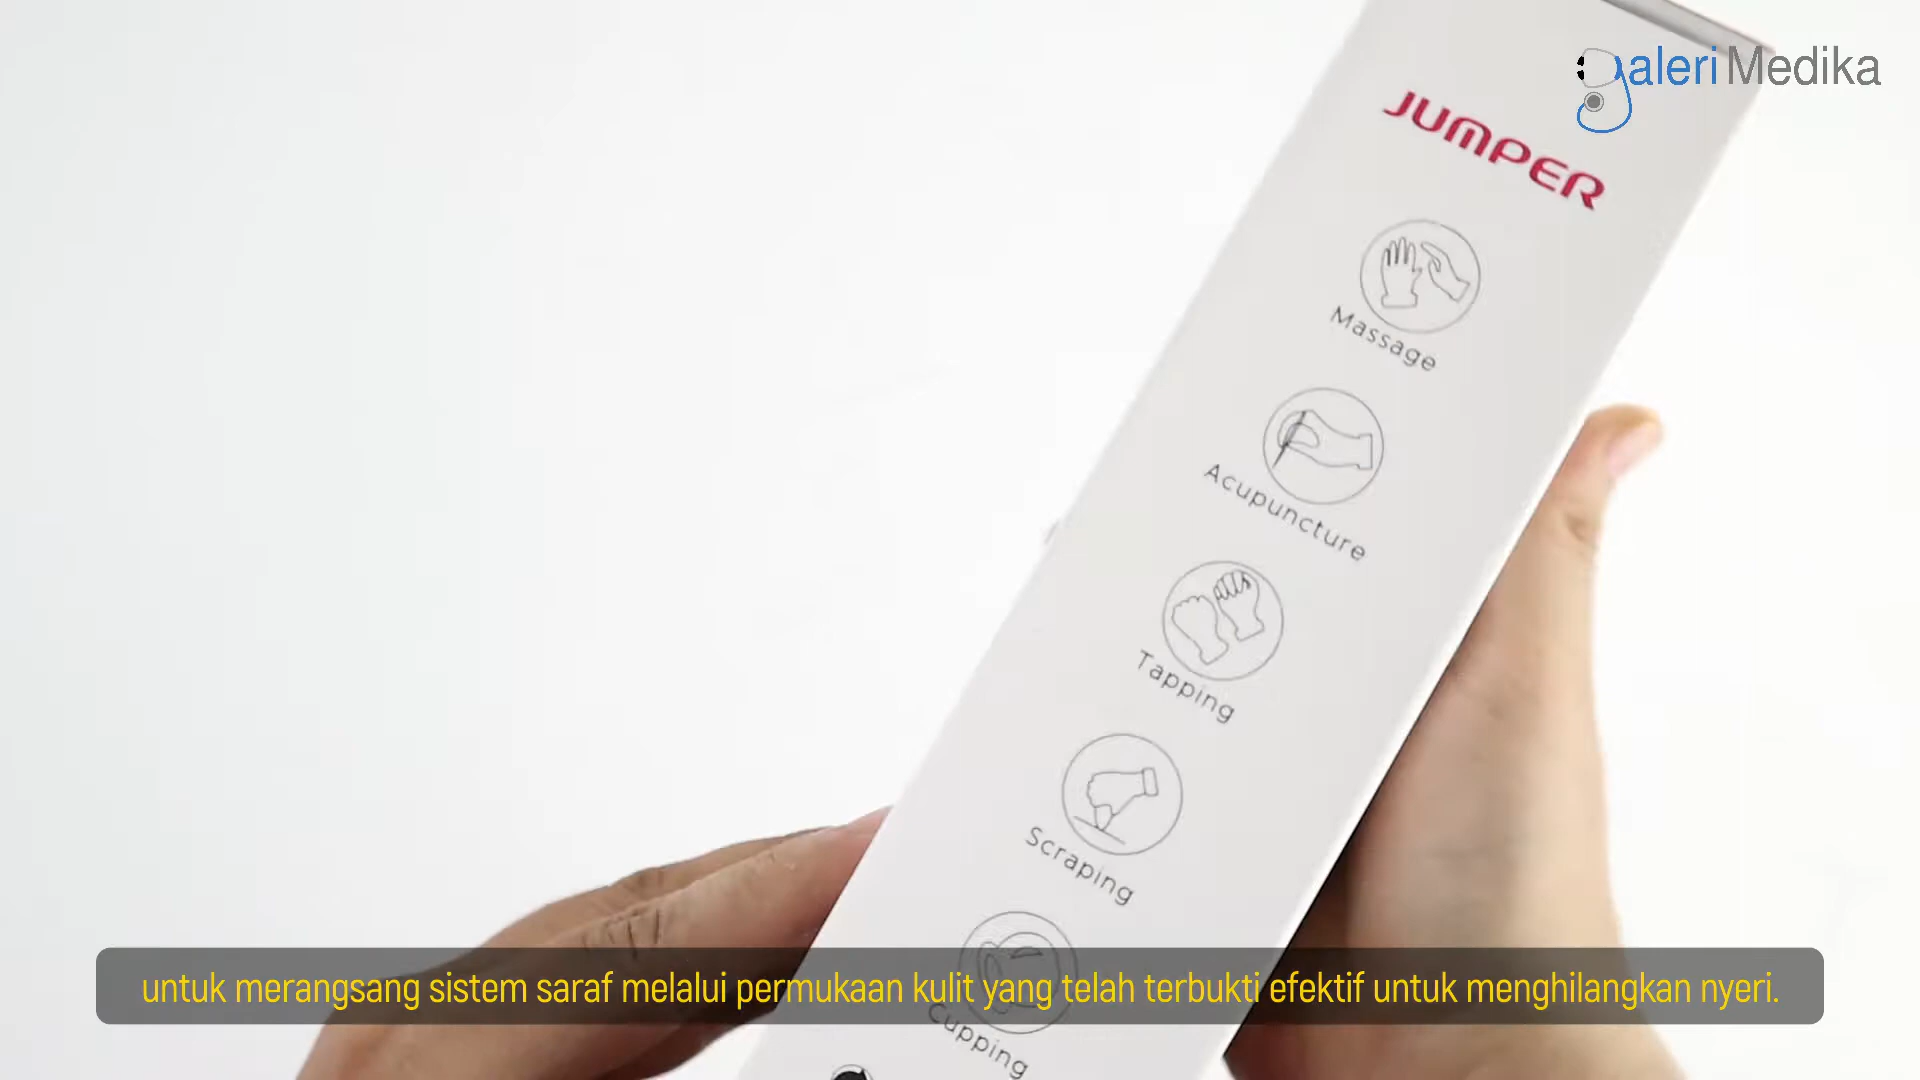 galeri Medika
JUMPER
Massage
Acupuncture
Tapping
Scraping
Cupping
untuk merangsang sistem saraf melalui permukaan kulit yang telah terbukti efektif untuk menghilangkan nyeri.